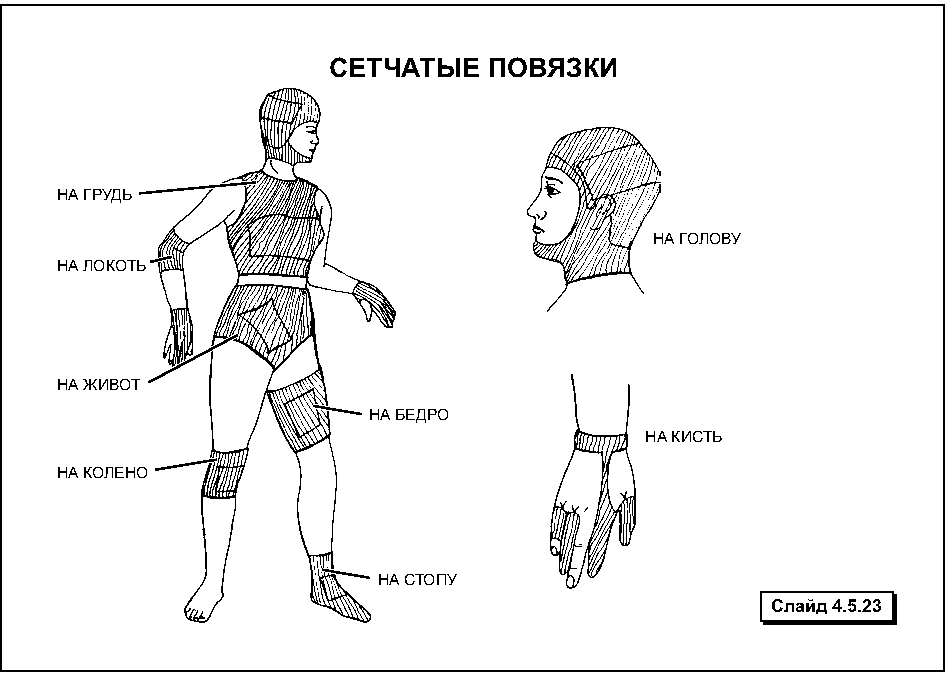 СЕТЧАТЫЕ ПОВЯЗКИ
НА ГРУДЬ
НА ЛОКОТЬ
НА ЖИВОТ
НА КОЛЕНО
НА БЕДРО
НА СТОПУ
НА ГОЛОВУ
НА КИСТЬ
Слайд 4.5.23